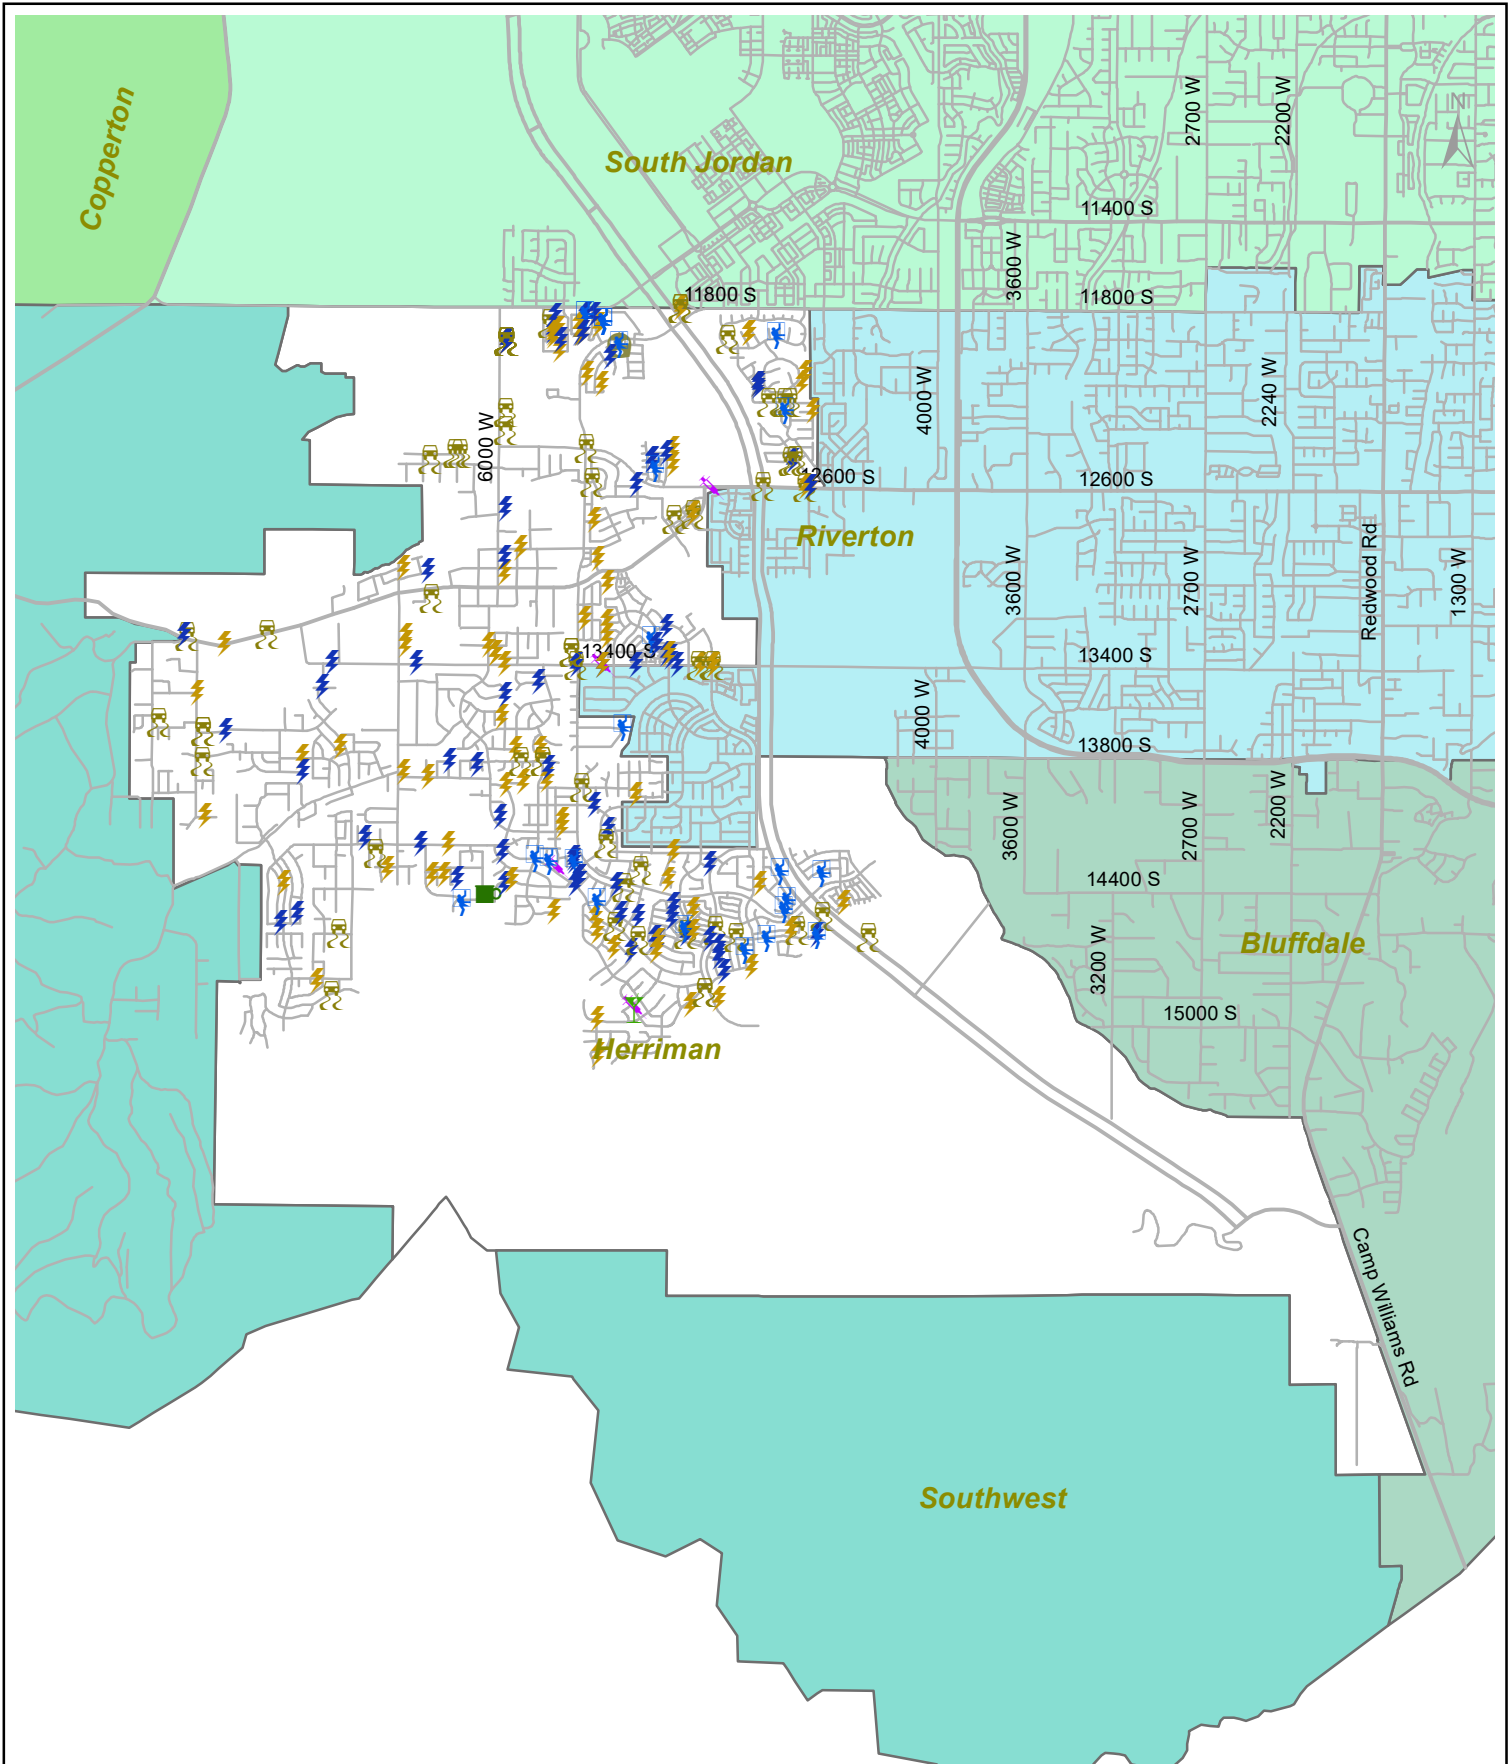 Copperton
2700 W
2200 W
N
South Jordan
11400 S
3600 W
11800 S
11800 S
4000 W
2240 W
6000 W
12600 S
12600 S
Riverton
3600 W
2700 W
Redwood Rd
1300 W
13400 S
13400 S
4000 W
13800 S
3600 W
2700 W
2200 W
14400 S
3200 W
Bluffdale
15000 S
Herriman
Camp Williams Rd
Southwest